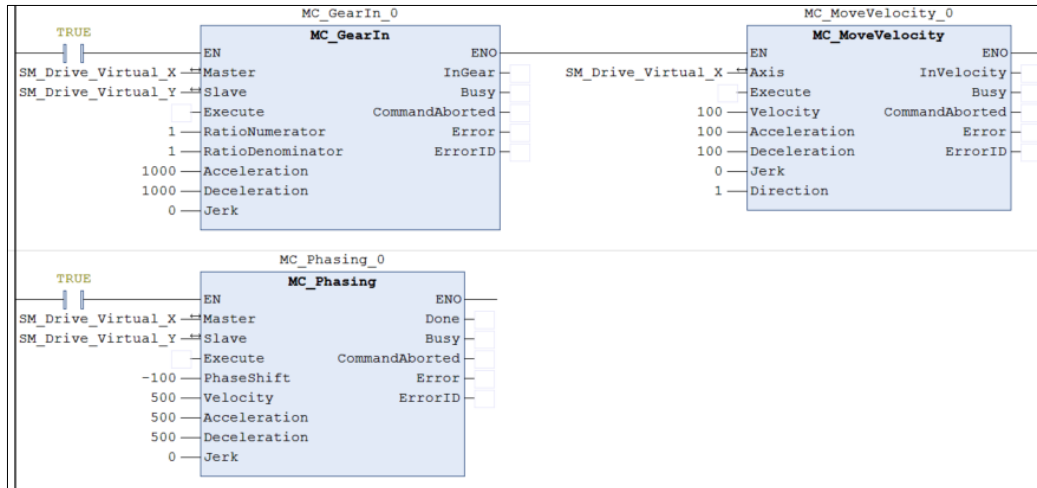 MC_GearIn_0 MC_MoveVelocity_0
TRUE MC_GearIn MC_MoveVelocity
EN ENO EN ENO
SM_Drive_Virtual_X Master InGear SM_Drive_Virtual_X Axis InVelocity
SM_Drive_Virtual_Y Slave Busy Execute Busy
Execute CommandAborted 100 Velocity CommandAborted
1 RatioNumerator Error 100 Acceleration Error
1 RatioDenominator ErrorID 100 Deceleration ErrorID
1000 Acceleration 0 Jerk
1000 Deceleration 1 Direction
0 Jerk
MC_Phasing_0
TRUE MC_Phasing
EN ENO
SM_Drive_Virtual_X Master Done
SM_Drive_Virtual_Y Slave Busy
Execute CommandAborted
-100 PhaseShift Error
500 Velocity ErrorID
500 Acceleration
500 Deceleration
0 Jerk